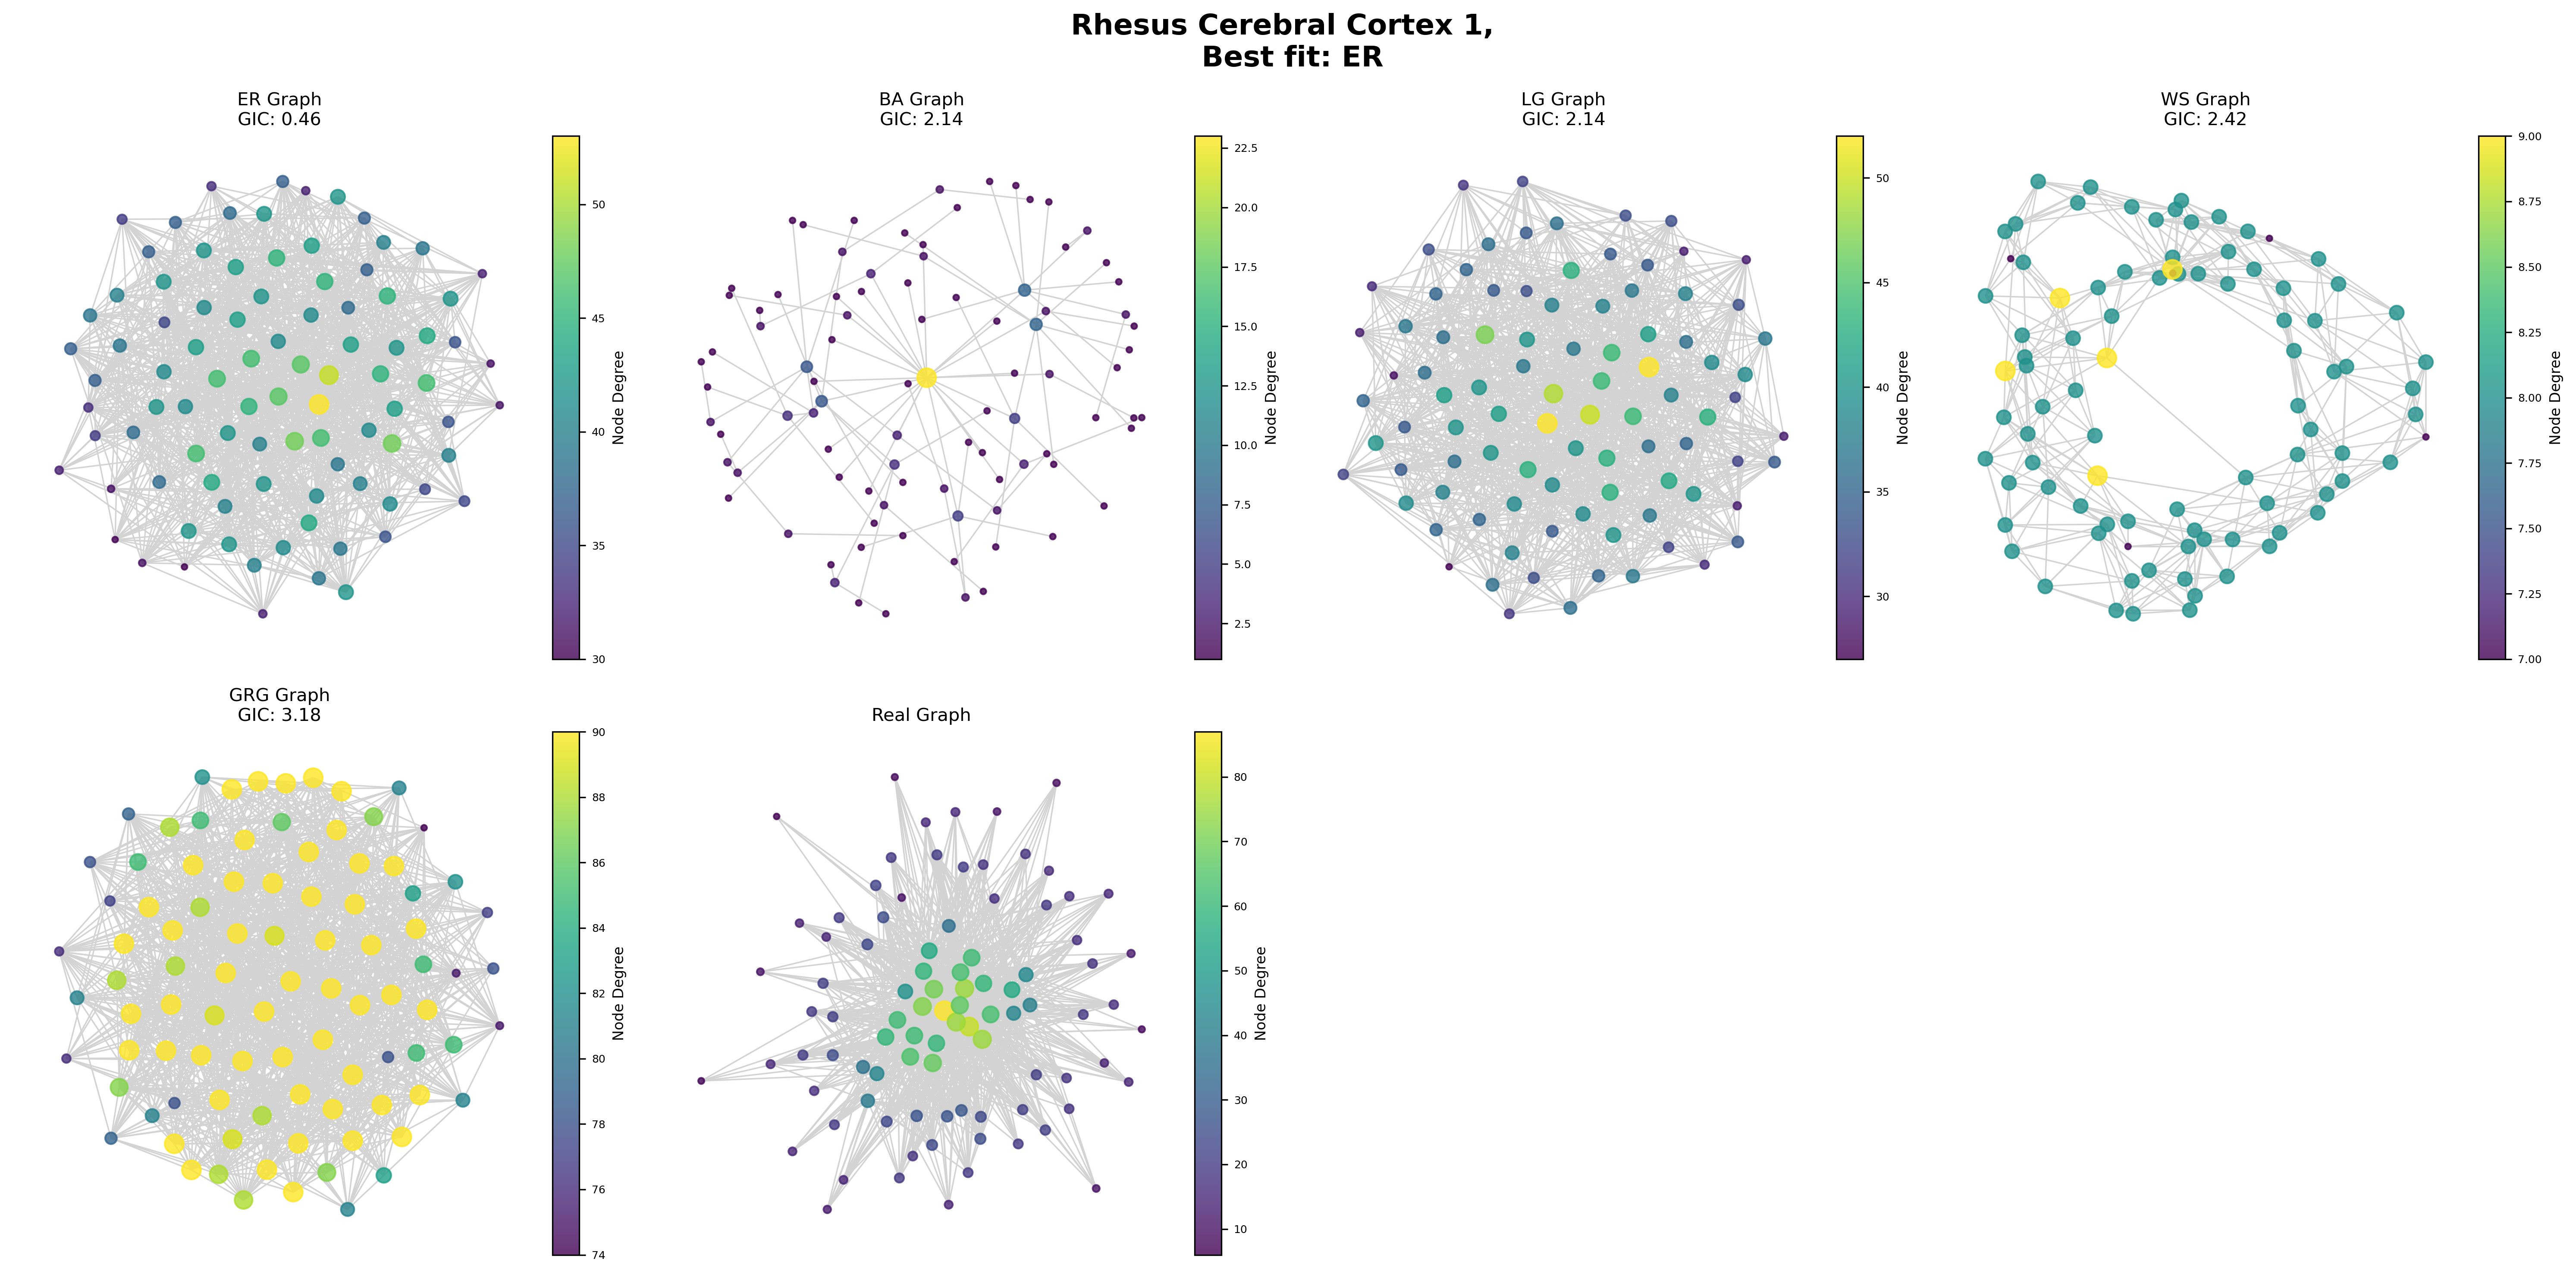 Rhesus Cerebral Cortex 1,
Best fit: ER
ER Graph
GIC: 0.46
50
45
40
35
30
Node Degree
BA Graph
GIC: 2.14
22.5
20.0
17.5
15.0
12.5
10.0
7.5
5.0
2.5
Node Degree
LG Graph
GIC: 2.14
50
45
40
35
30
Node Degree
WS Graph
GIC: 2.42
9.00
8.75
8.50
8.25
8.00
7.75
7.50
7.25
7.00
Node Degree
GRG Graph
GIC: 3.18
90
88
86
84
82
80
78
76
74
Node Degree
Real Graph
80
70
60
50
40
30
20
10
Node Degree